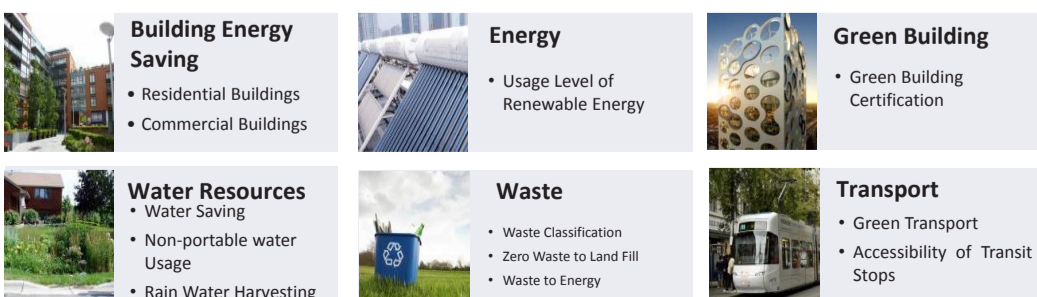 Building Energy
Saving
• Residential Buildings
• Commercial Buildings
Energy
• Usage Level of
Renewable Energy
Green Building
• Green Building
Certification
Water Resources
• Water Saving
• Non-portable water
Usage
• Rain Water Harvesting
Waste
• Waste Classification
• Zero Waste to Land Fill
• Waste to Energy
Transport
• Green Transport
• Accessibility of Transit
Stops